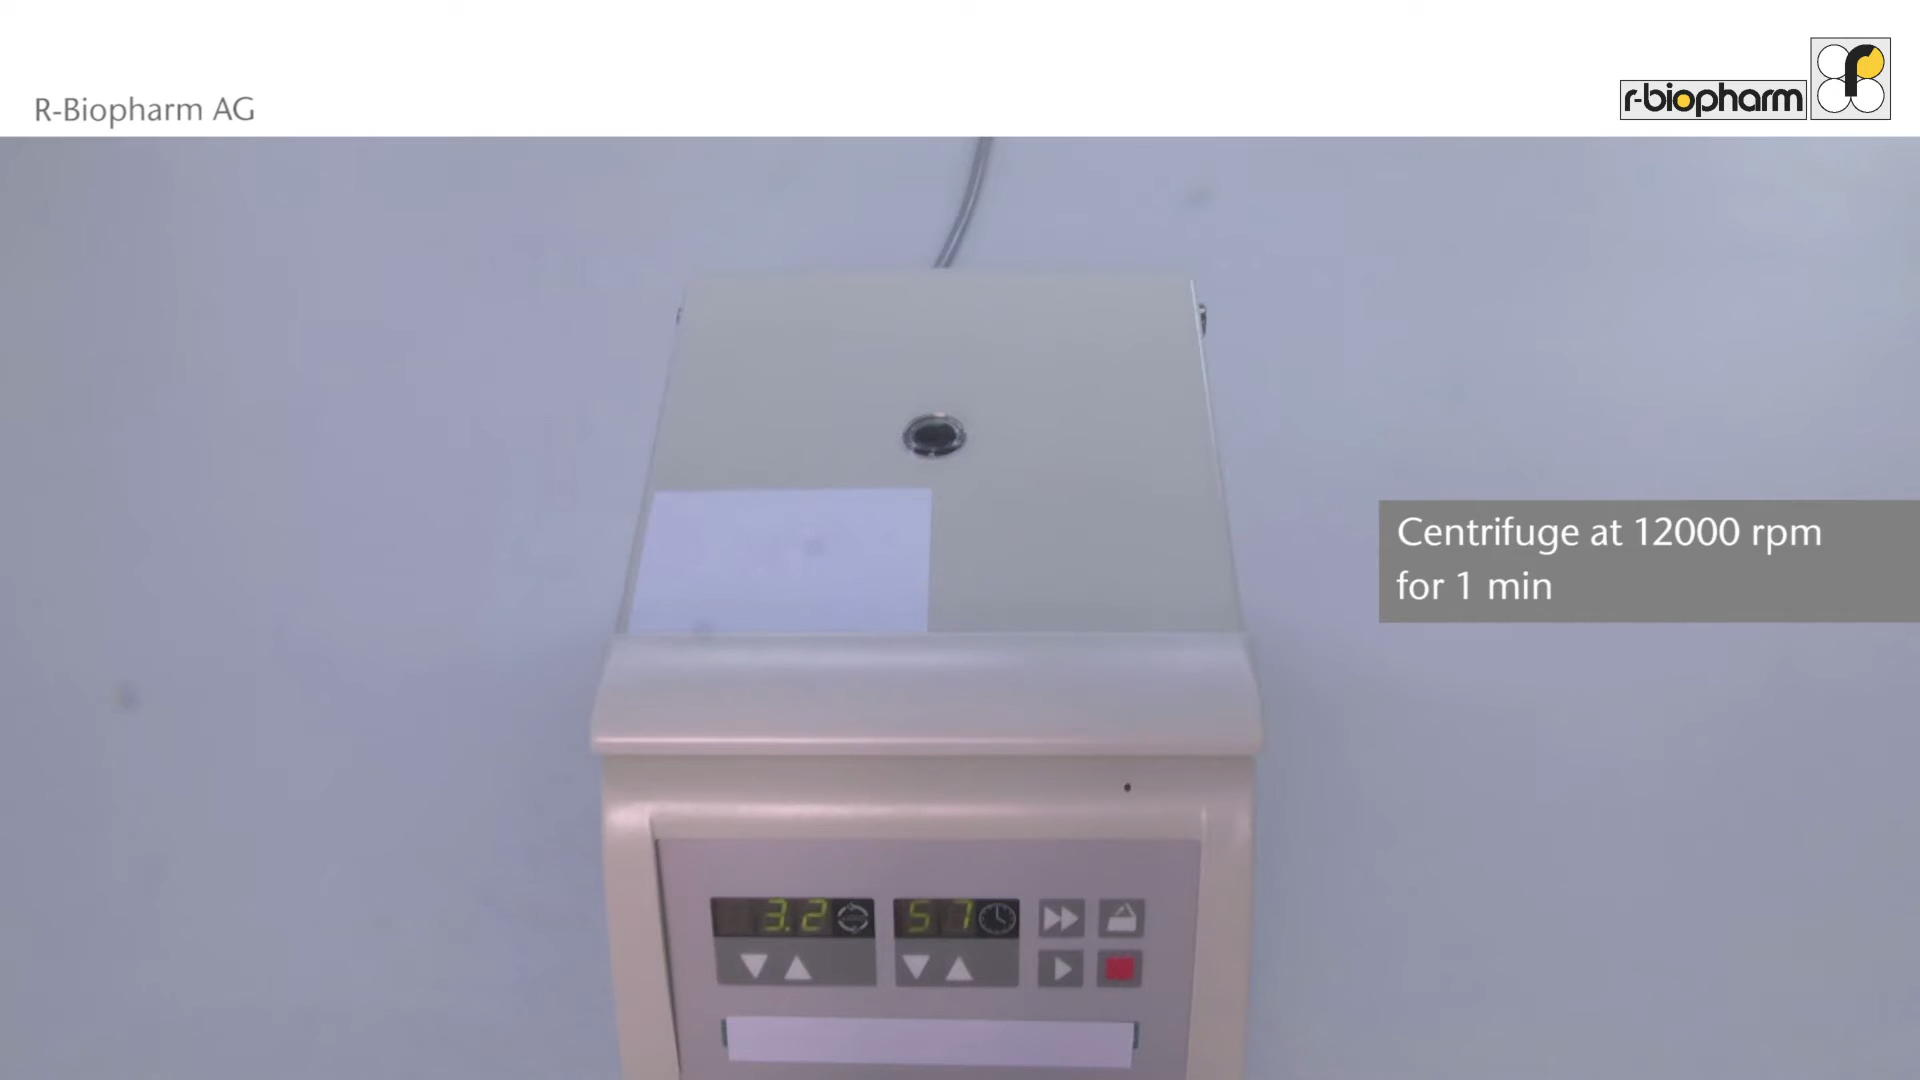 R-Biopharm AG
r-biopharm
r
Centrifuge at 12000 rpm
for 1 min
3.2
57